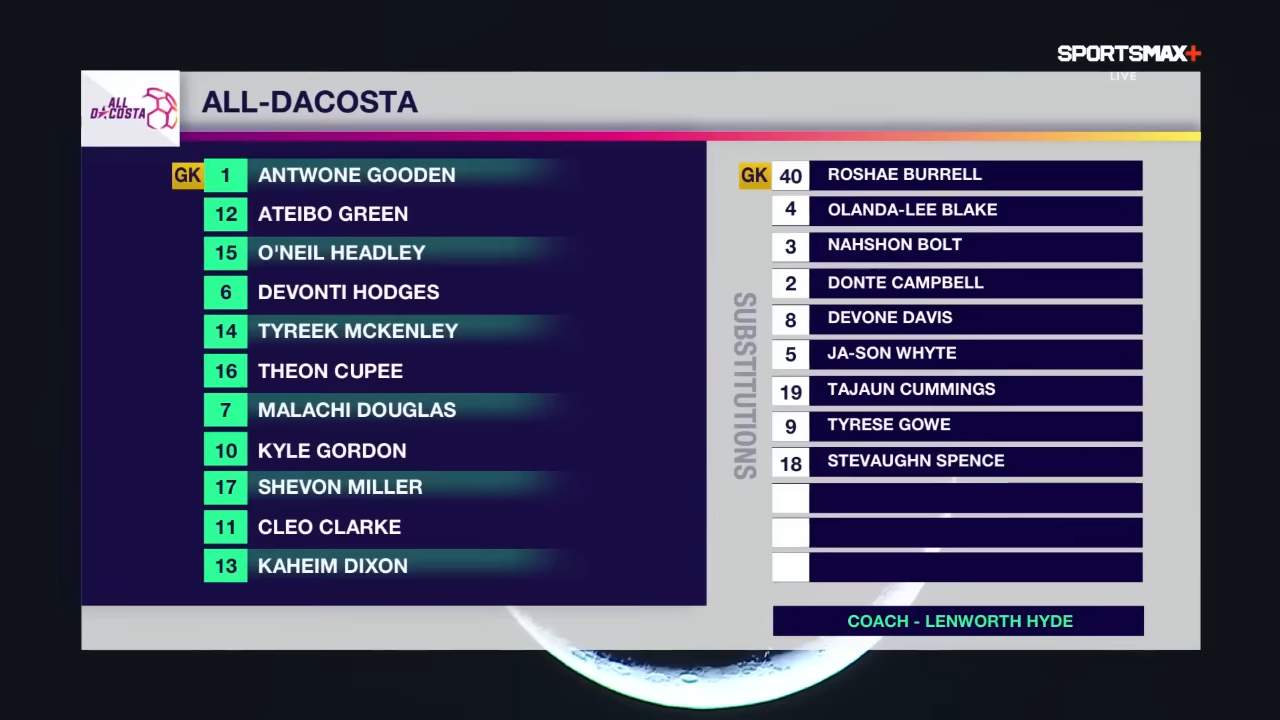 SPORTSMAX+
LIVE
ALL
DACOSTA
ALL-DACOSTA
GK 1 ANTWONE GOODEN
12 ATEIBO GREEN
15 O'NEIL HEADLEY
6 DEVONTI HODGES
14 TYREEK MCKENLEY
16 THEON CUPEE
7 MALACHI DOUGLAS
10 KYLE GORDON
17 SHEVON MILLER
11 CLEO CLARKE
13 KAHEIM DIXON
SUBSTITUTIONS
GK 40 ROSHAE BURRELL
4 OLANDA-LEE BLAKE
3 NAHSHON BOLT
2 DONTE CAMPBELL
8 DEVONE DAVIS
5 JA-SON WHYTE
19 TAJAUN CUMMINGS
9 TYRESE GOWE
18 STEVAUGHN SPENCE
COACH - LENWORTH HYDE